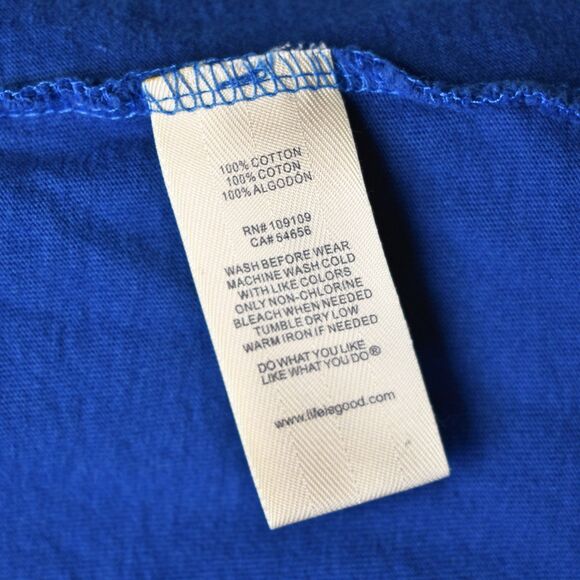 100% COTTON
100% COTON
100% ALGODÓN
RN# 109109
CA# 54656
WASH BEFORE WEAR
MACHINE WASH COLD
WITH LIKE COLORS
ONLY NON-CHLORINE
BLEACH WHEN NEEDED
TUMBLE DRY LOW
WARM IRON IF NEEDED
DO WHAT YOU LIKE
LIKE WHAT YOU DO®
www.lifeisgood.com